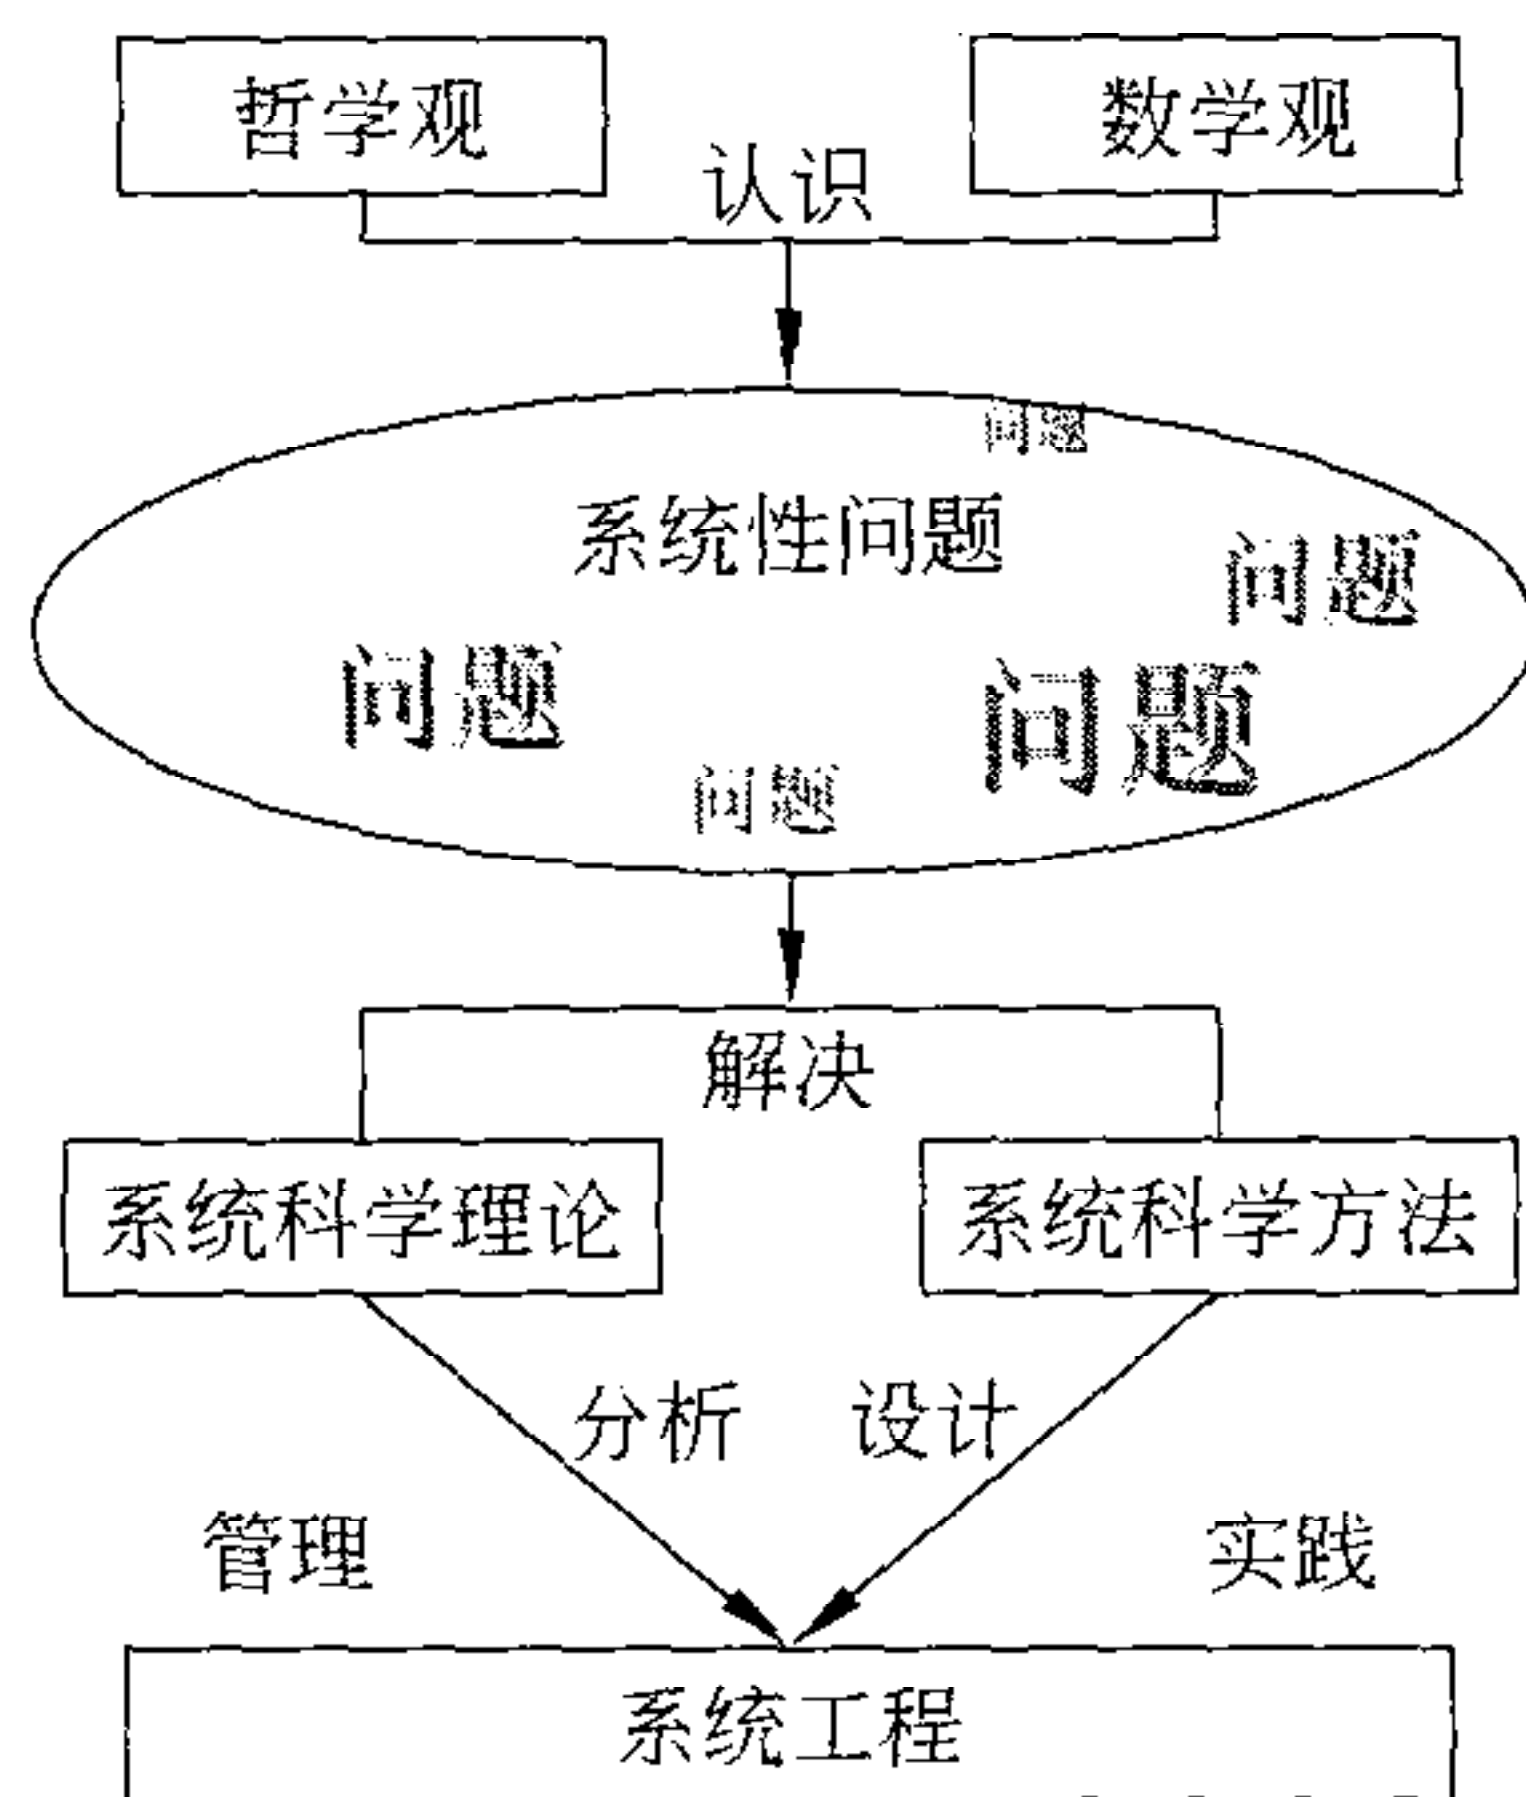 哲学观
数学观
认识
问题
系统性问题
问题
问题
问题
问题
解决
系统科学理论
系统科学方法
分析
设计
管理
实践
系统工程